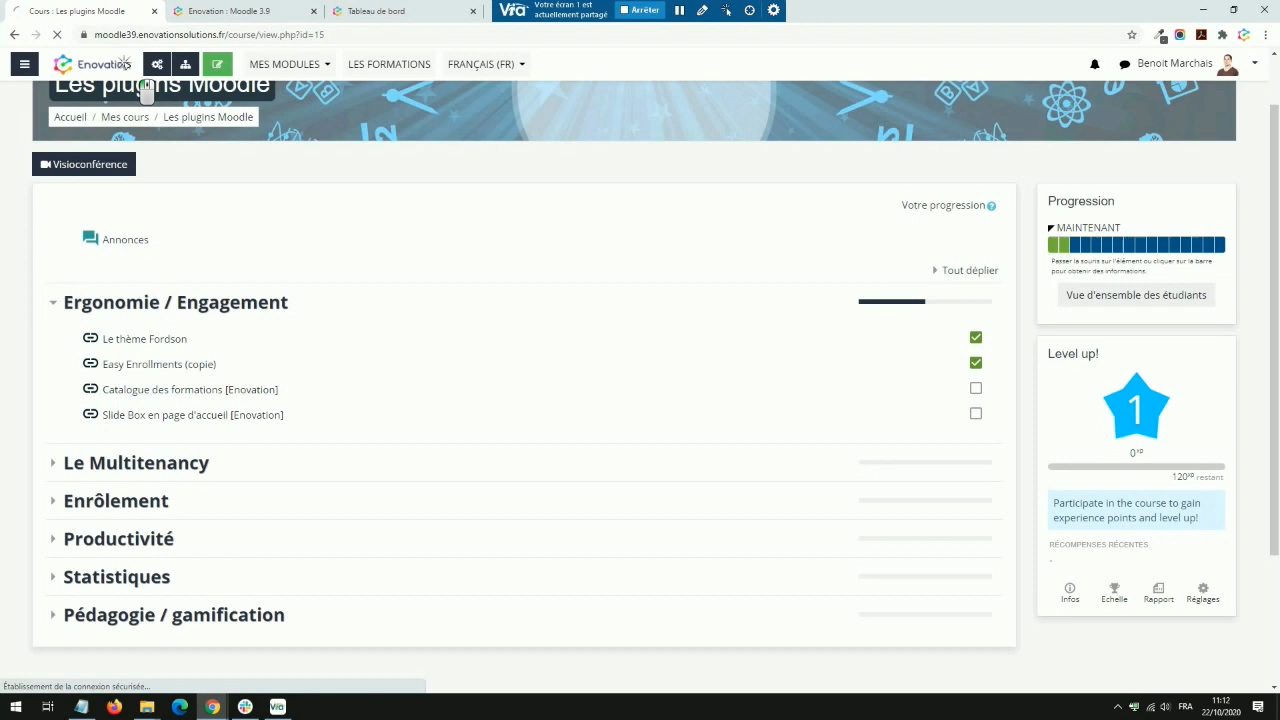 Cours : Les plugins Moodle
Enovation : Moodle 3.9
Tableau de bord
Via
Votre écran 1 est
actuellement partagé
Arrêter
moodle39.enovationsolutions.fr/course/view.php?id=15
Enovation
MES MODULES
LES FORMATIONS
FRANÇAIS (FR)
Benoit Marchais
Les plugins Moodle
Accueil / Mes cours / Les plugins Moodle
Visioconférence
Votre progression
Annonces
Tout déplier
Ergonomie / Engagement
Le thème Fordson
Easy Enrollments (copie)
Catalogue des formations [Enovation]
Slide Box en page d'accueil [Enovation]
Le Multitenancy
Enrôlement
Productivité
Statistiques
Pédagogie / gamification
Progression
MAINTENANT
Passer la souris sur l'élément ou cliquer sur la barre
pour obtenir des informations.
Vue d'ensemble des étudiants
Level up!
1
0xp
120xp restant
Participate in the course to gain
experience points and level up!
RÉCOMPENSES RÉCENTES
-
Infos
Echelle
Rapport
Réglages
Établissement de la connexion sécurisée...
Via
FRA
11:12
22/10/2020